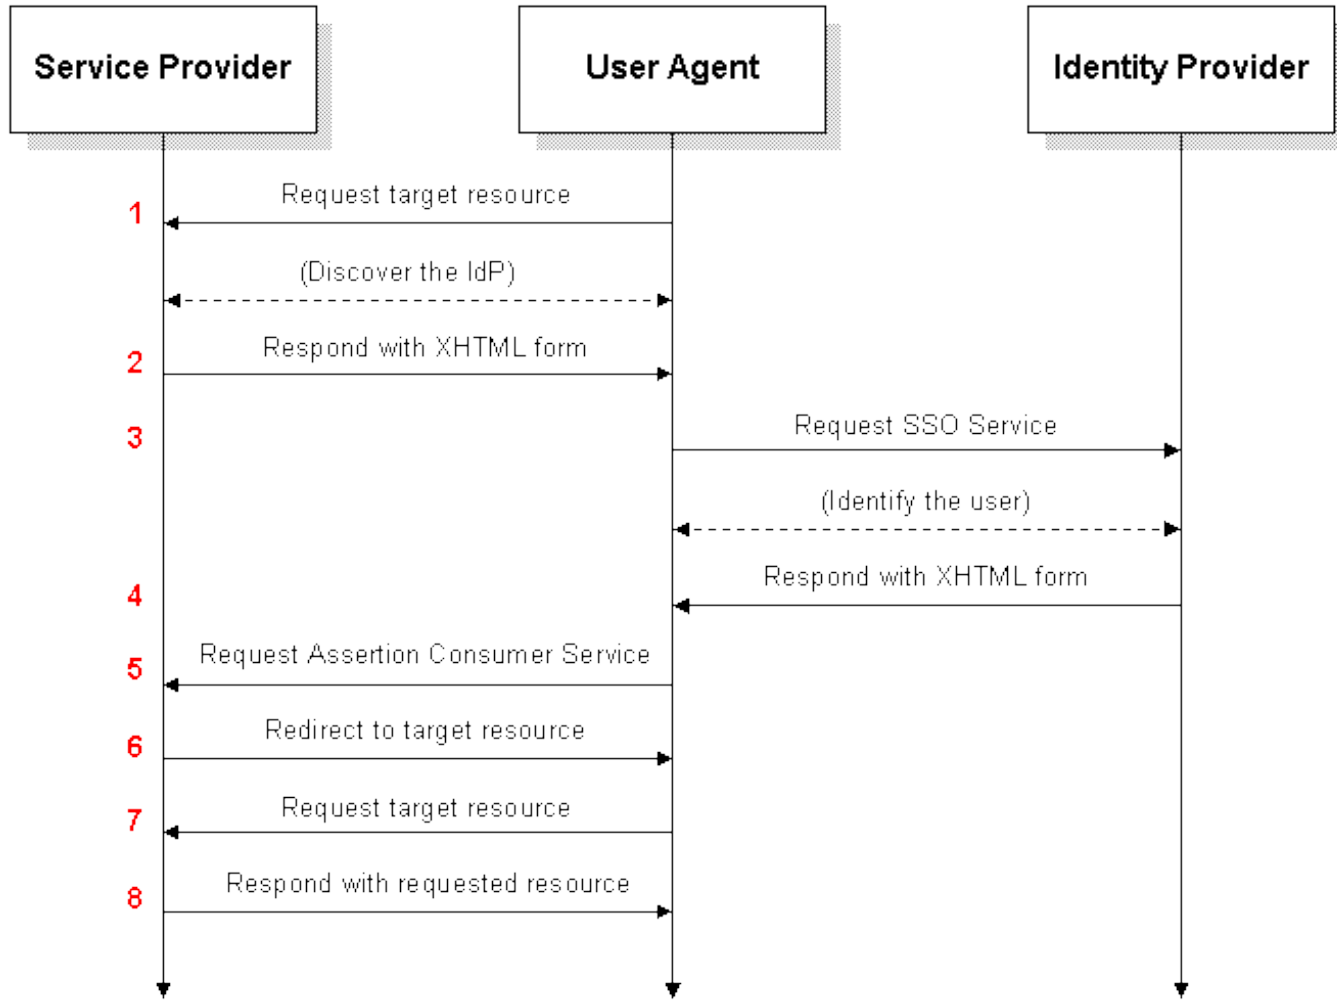 Service Provider
User Agent
Identity Provider
Request target resource
1
(Discover the IdP)
Respond with XHTML form
2
Request SSO Service
3
(Identify the user)
Respond with XHTML form
4
Request Assertion Consumer Service
5
Redirect to target resource
6
Request target resource
7
Respond with requested resource
8